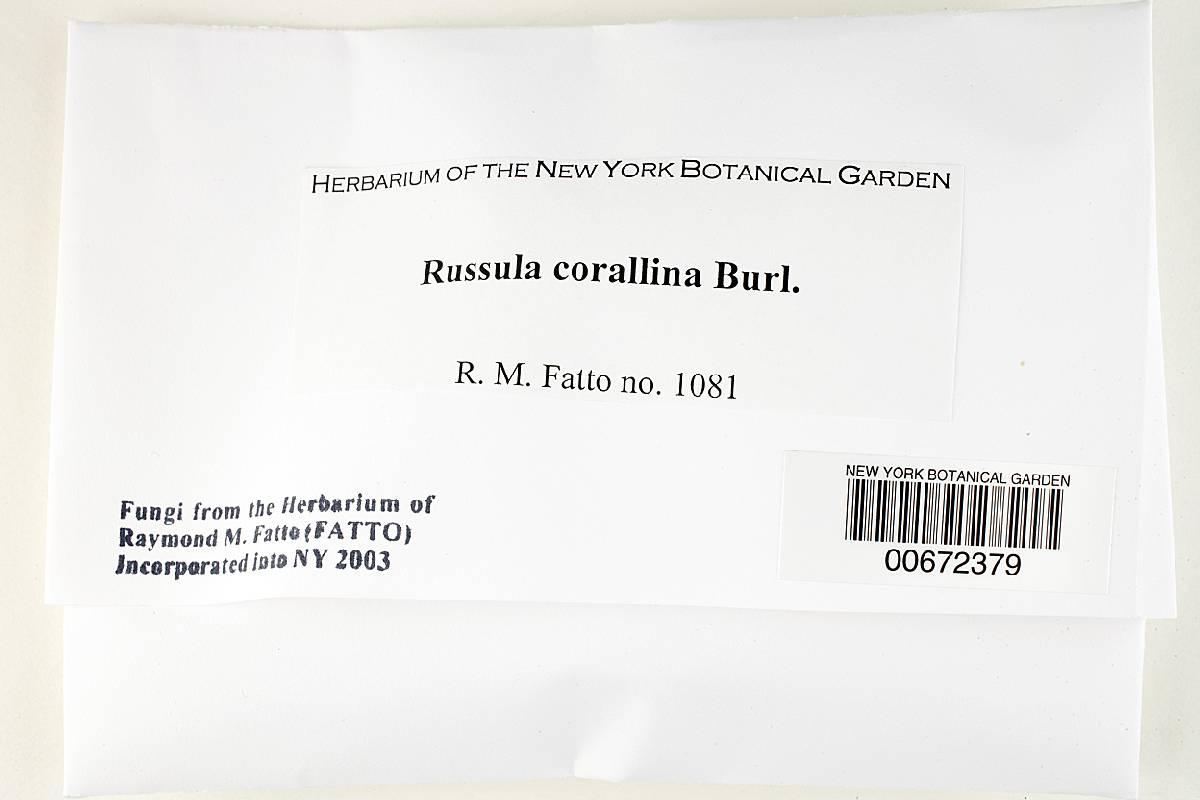 HERBARIUM OF THE NEW YORK BOTANICAL GARDEN
Russula corallina Burl.
R. M. Fatto no. 1081
NEW YORK BOTANICAL GARDEN
00672379
Fungi from the Herbarium of
Raymond M. Fatto (FATTO)
Incorporated into NY 2003